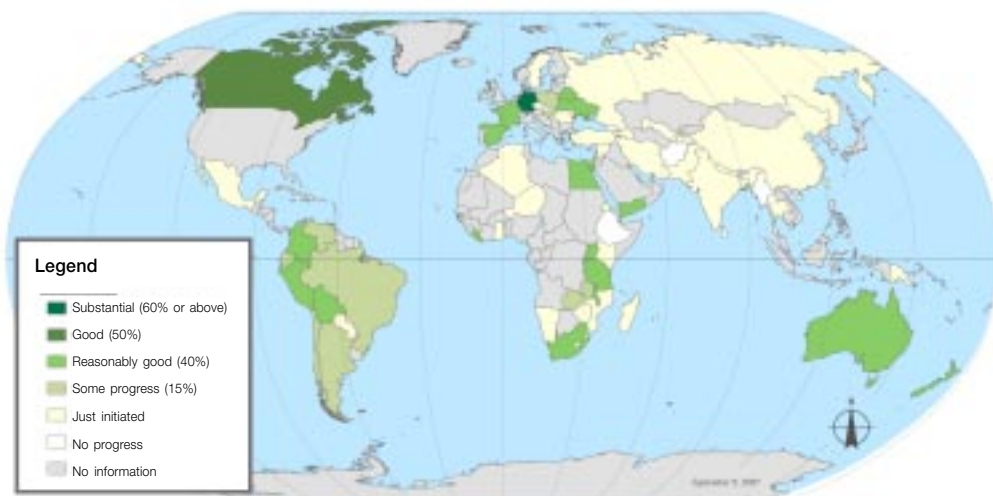 Legend
Substantial (60% or above)
Good (50%)
Reasonably good (40%)
Some progress (15%)
Just initiated
No progress
No information